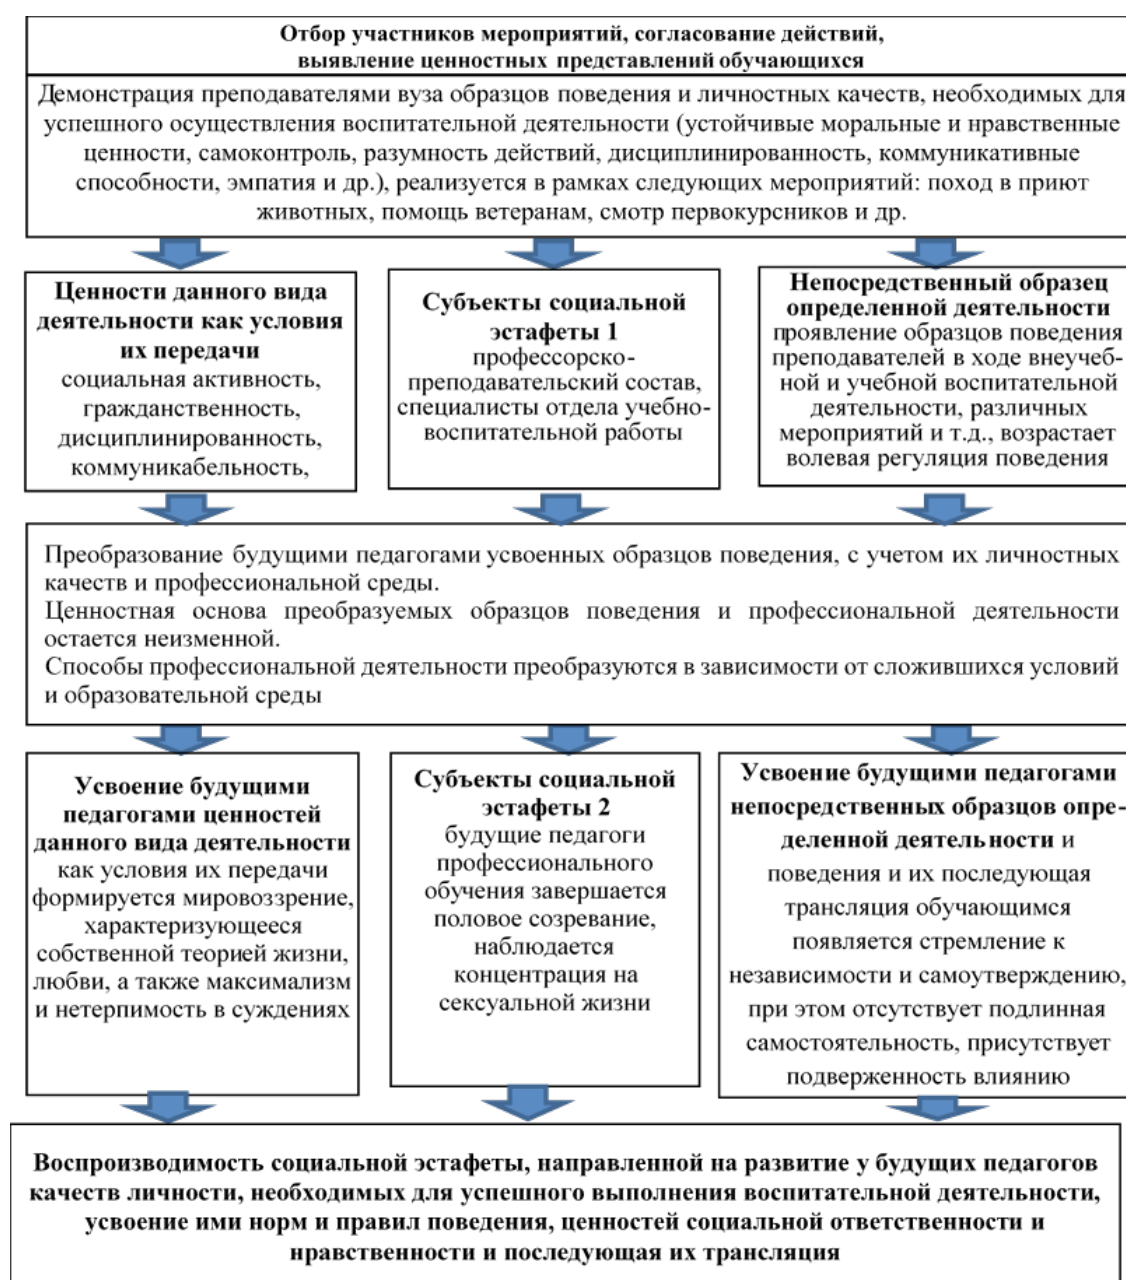 Отбор участников мероприятий, согласование действий,
выявление ценностных представлений обучающихся
Демонстрация преподавателями вуза образцов поведения и личностных качеств, необходимых для
успешного осуществления воспитательной деятельности (устойчивые моральные и нравственные
ценности, самоконтроль, разумность действий, дисциплинированность, коммуникативные
способности, эмпатия и др.), реализуется в рамках следующих мероприятий: поход в приют
животных, помощь ветеранам, смотр первокурсников и др.
Ценности данного вида
деятельности как условия
их передачи
социальная активность,
гражданственность,
дисциплинированность,
коммуникабельность,
Субъекты социальной
эстафеты 1
профессорско-
преподавательский состав,
специалисты отдела учебно-
воспитательной работы
Непосредственный образец
определенной деятельности
проявление образцов поведения
преподавателей в ходе внеучеб-
ной и учебной воспитательной
деятельности, различных
мероприятий и т.д., возрастает
волевая регуляция поведения
Преобразование будущими педагогами усвоенных образцов поведения, с учетом их личностных
качеств и профессиональной среды.
Ценностная основа преобразуемых образцов поведения и профессиональной деятельности
остается неизменной.
Способы профессиональной деятельности преобразуются в зависимости от сложившихся условий
и образовательной среды
Усвоение будущими
педагогами ценностей
данного вида деятельности
как условия их передачи
формируется мировоззрение,
характеризующееся
собственной теорией жизни,
любви, а также максимализм
и нетерпимость в суждениях
Субъекты социальной
эстафеты 2
будущие педагоги
профессионального
обучения завершается
половое созревание,
наблюдается
концентрация на
сексуальной жизни
Усвоение будущими педагогами
непосредственных образцов опре-
деленной деятельности и
поведения и их последующая
трансляция обучающимся
появляется стремление к
независимости и самоутверждению,
при этом отсутствует подлинная
самостоятельность, присутствует
подверженность влиянию
Воспроизводимость социальной эстафеты, направленной на развитие у будущих педагогов
качеств личности, необходимых для успешного выполнения воспитательной деятельности,
усвоение ими норм и правил поведения, ценностей социальной ответственности и
нравственности и последующая их трансляция